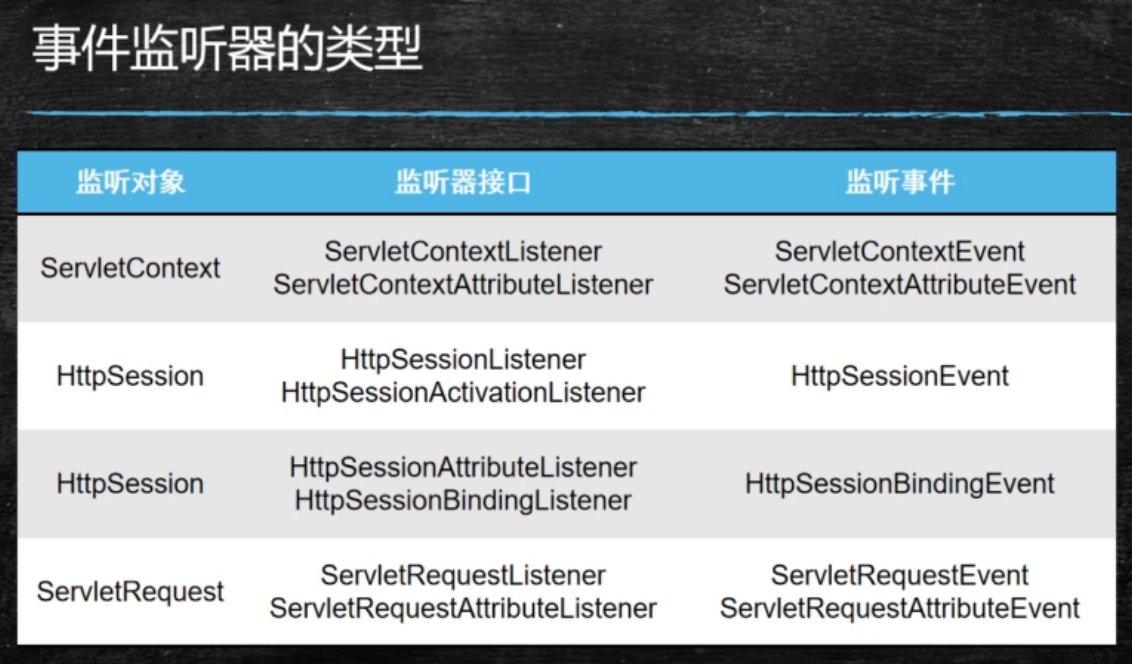 事件监听器的类型
监听对象 监听器接口 监听事件
ServletContext
ServletContextListener
ServletContextAttributeListener
ServletContextEvent
ServletContextAttributeEvent
HttpSession
HttpSessionListener
HttpSessionActivationListener
HttpSessionEvent
HttpSession
HttpSessionAttributeListener
HttpSessionBindingListener
HttpSessionBindingEvent
ServletRequest
ServletRequestListener
ServletRequestAttributeListener
ServletRequestEvent
ServletRequestAttributeEvent